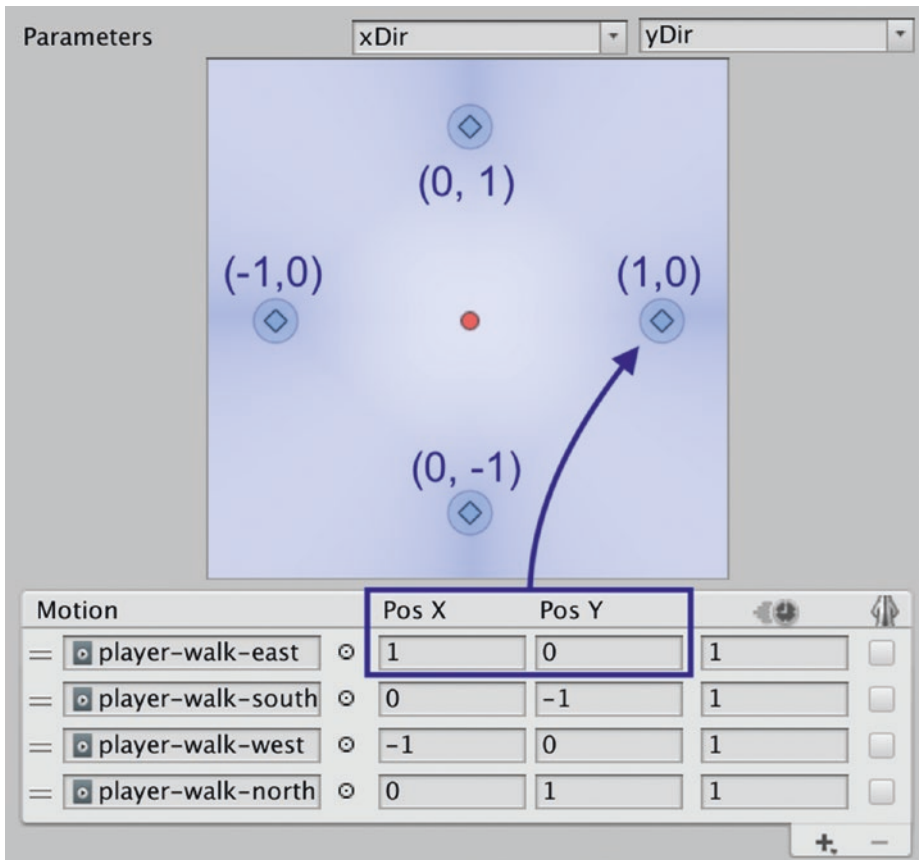 Parameters xDir yDir
(0, 1)
(-1,0) (1,0)
(0, -1)
Motion Pos X Pos Y
player-walk-east 1 0 1
player-walk-south 0 -1 1
player-walk-west -1 0 1
player-walk-north 0 1 1